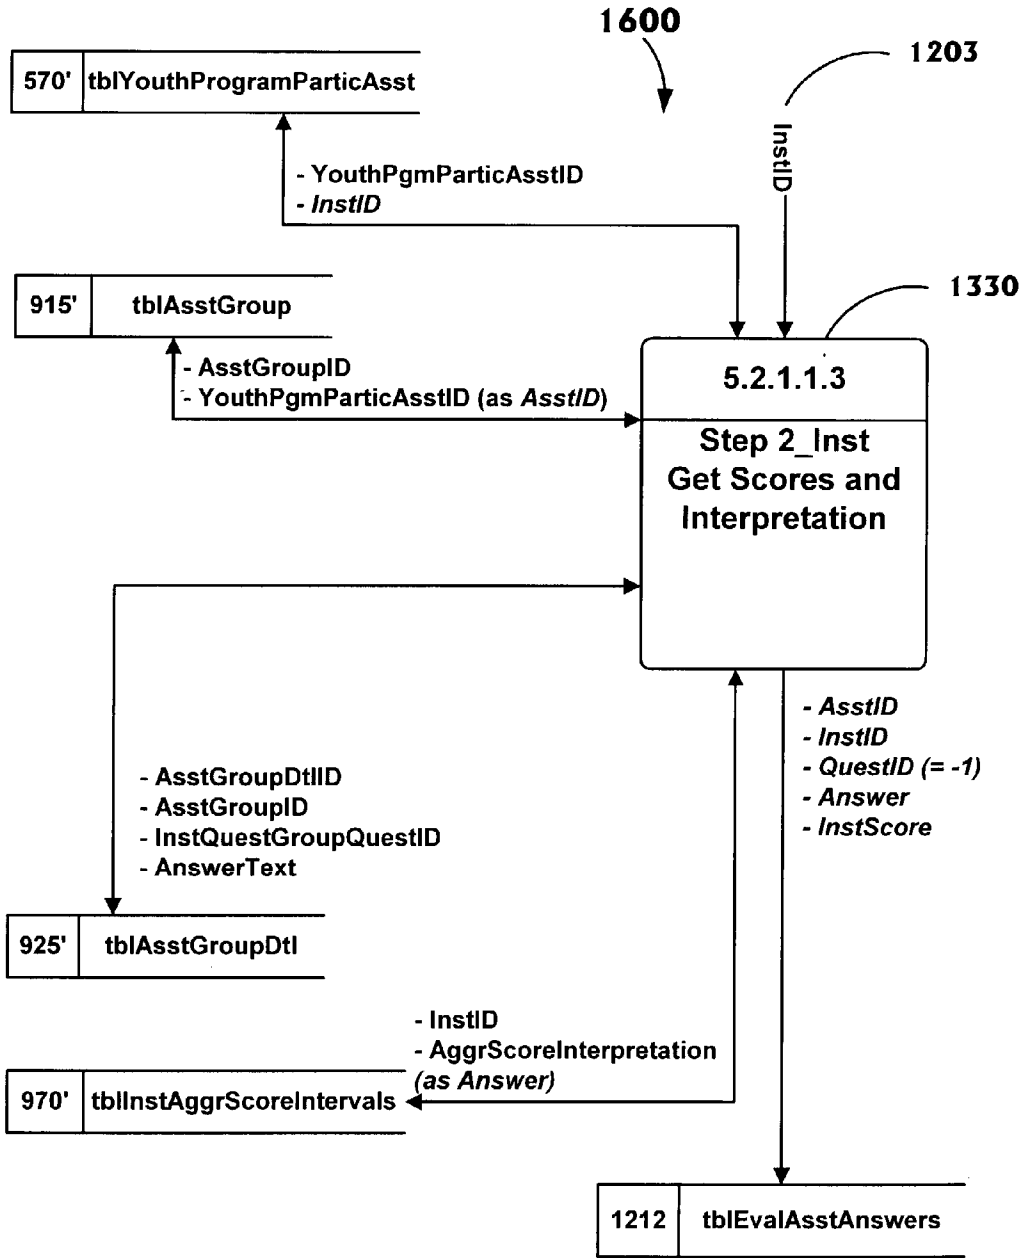 1600
1203
570' tblYouthProgramParticAsst
InstID
- YouthPgmParticAsstID
- InstID
1330
915' tblAsstGroup
- AsstGroupID
- YouthPgmParticAsstID (as AsstID)
5.2.1.1.3
Step 2_Inst
Get Scores and
Interpretation
- AsstID
- InstID
- QuestID (= -1)
- Answer
- InstScore
- AsstGroupDtlID
- AsstGroupID
- InstQuestGroupQuestID
- AnswerText
925' tblAsstGroupDtl
- InstID
- AggrScoreInterpretation
(as Answer)
970' tblInstAggrScoreIntervals
1212 tblEvalAsstAnswers